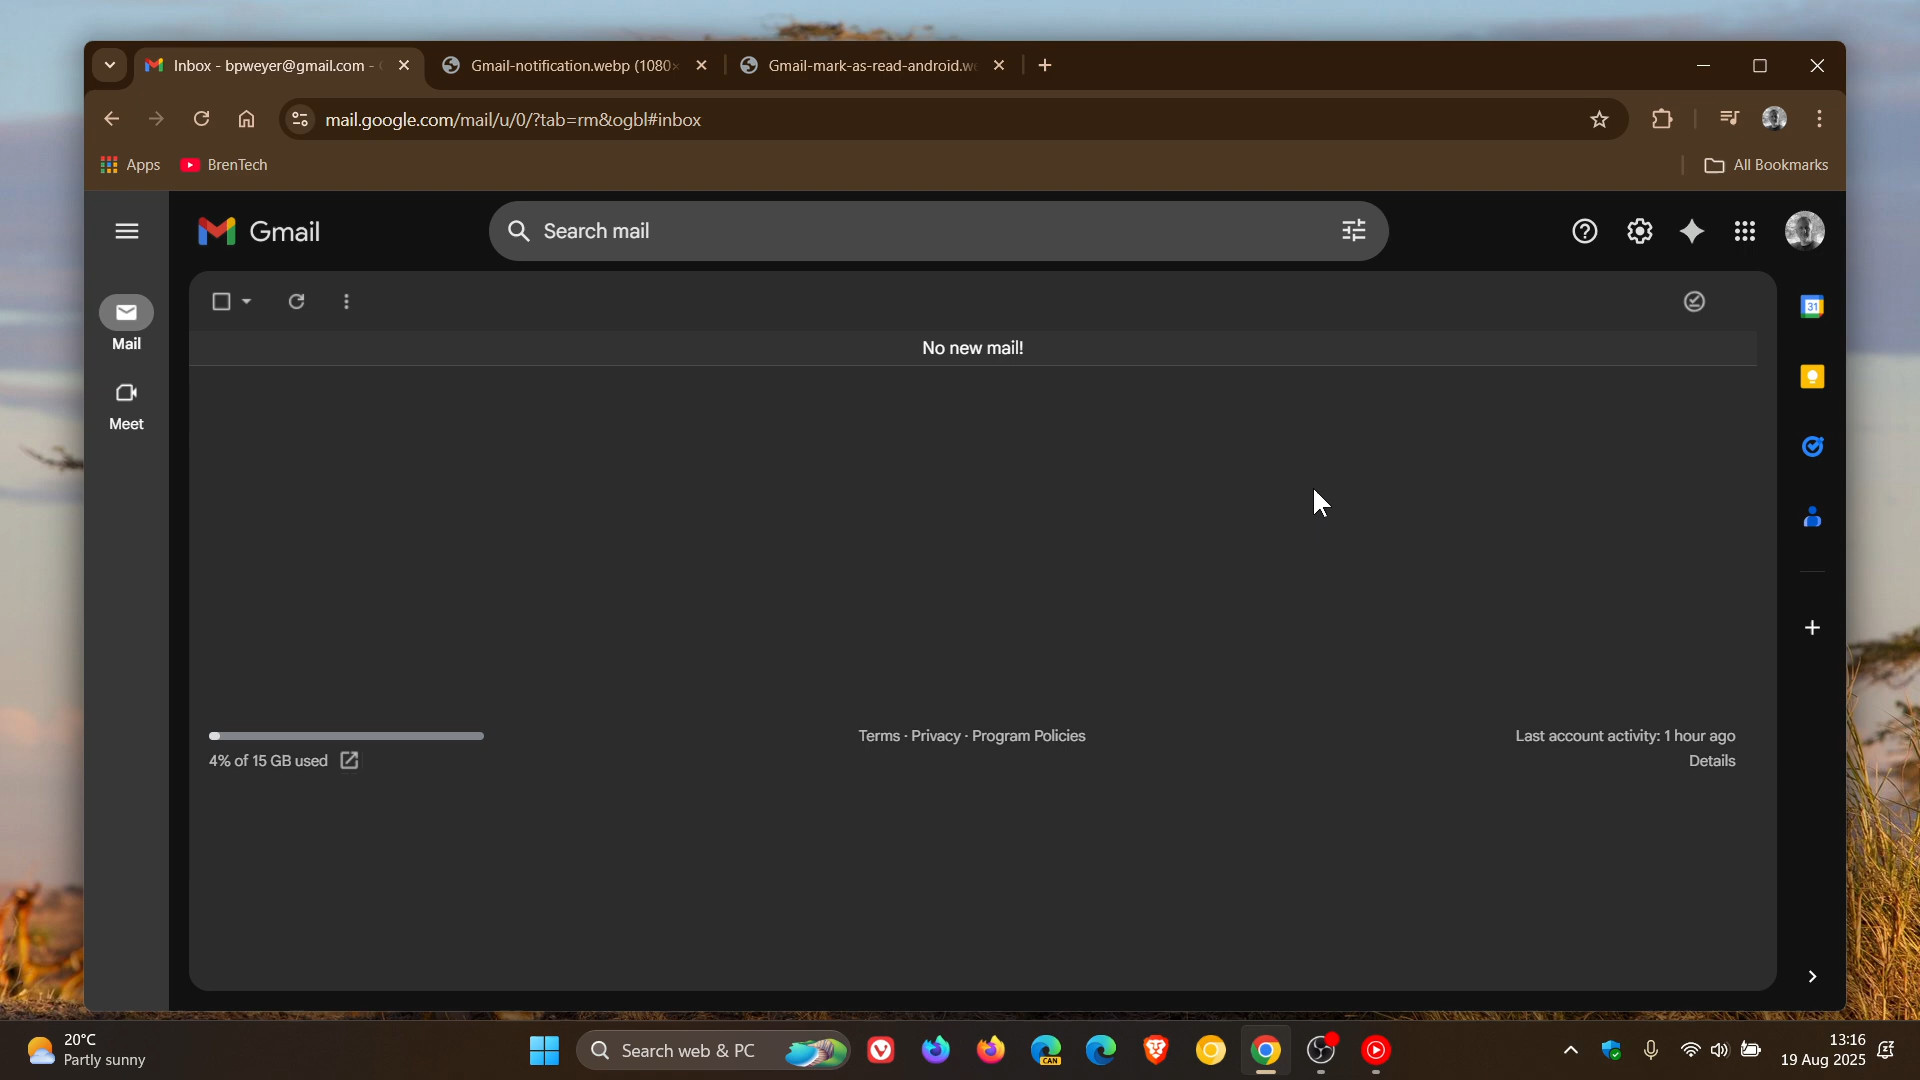 Inbox - bpweyer@gmail.com -
Gmail-notification.webp (1080
Gmail-mark-as-read-android.w
mail.google.com/mail/u/0/?tab=rm&ogbl#inbox
Apps
BrenTech
All Bookmarks
Gmail
Search mail
Mail
Meet
No new mail!
31
4% of 15 GB used
Terms · Privacy · Program Policies
Last account activity: 1 hour ago
Details
20°C
Partly sunny
Search web & PC
CAN
13:16
19 Aug 2025